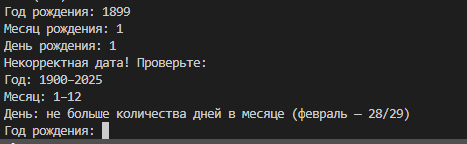 Год рождения: 1899
Месяц рождения: 1
День рождения: 1
Некорректная дата! Проверьте:
Год: 1900–2025
Месяц: 1–12
День: не больше количества дней в месяце (февраль — 28/29)
Год рождения: